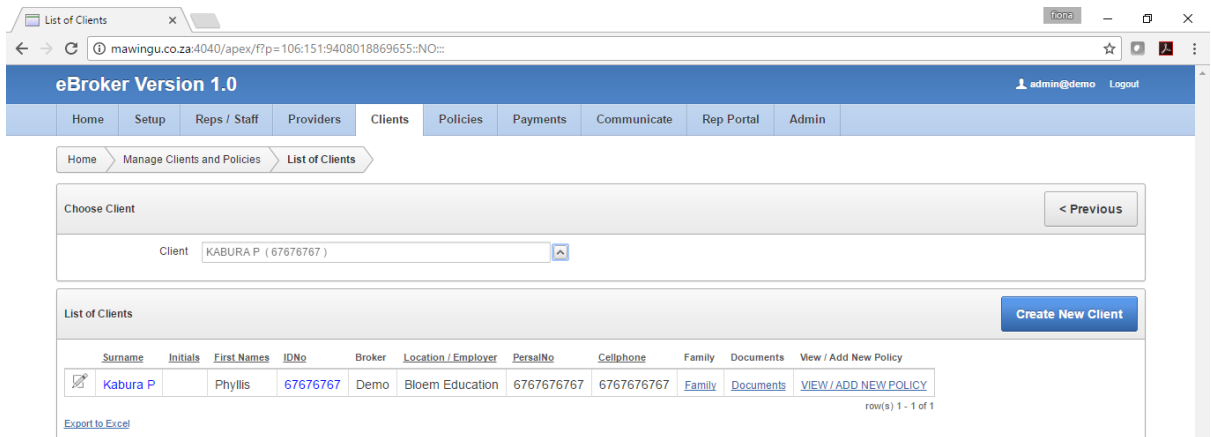 List of Clients
fiona
mawingu.co.za:4040/apex/f?p=106:151:9408018869655::NO:::
eBroker Version 1.0
admin@demo Logout
Home Setup Reps / Staff Providers Clients Policies Payments Communicate Rep Portal Admin
Home Manage Clients and Policies List of Clients
Choose Client < Previous
Client KABURA P ( 67676767 )
List of Clients Create New Client
Surname Initials First Names IDNo Broker Location / Employer PersalNo Cellphone Family Documents View / Add New Policy
Kabura P Phyllis 67676767 Demo Bloem Education 6767676767 6767676767 Family Documents VIEW / ADD NEW POLICY
row(s) 1 - 1 of 1
Export to Excel